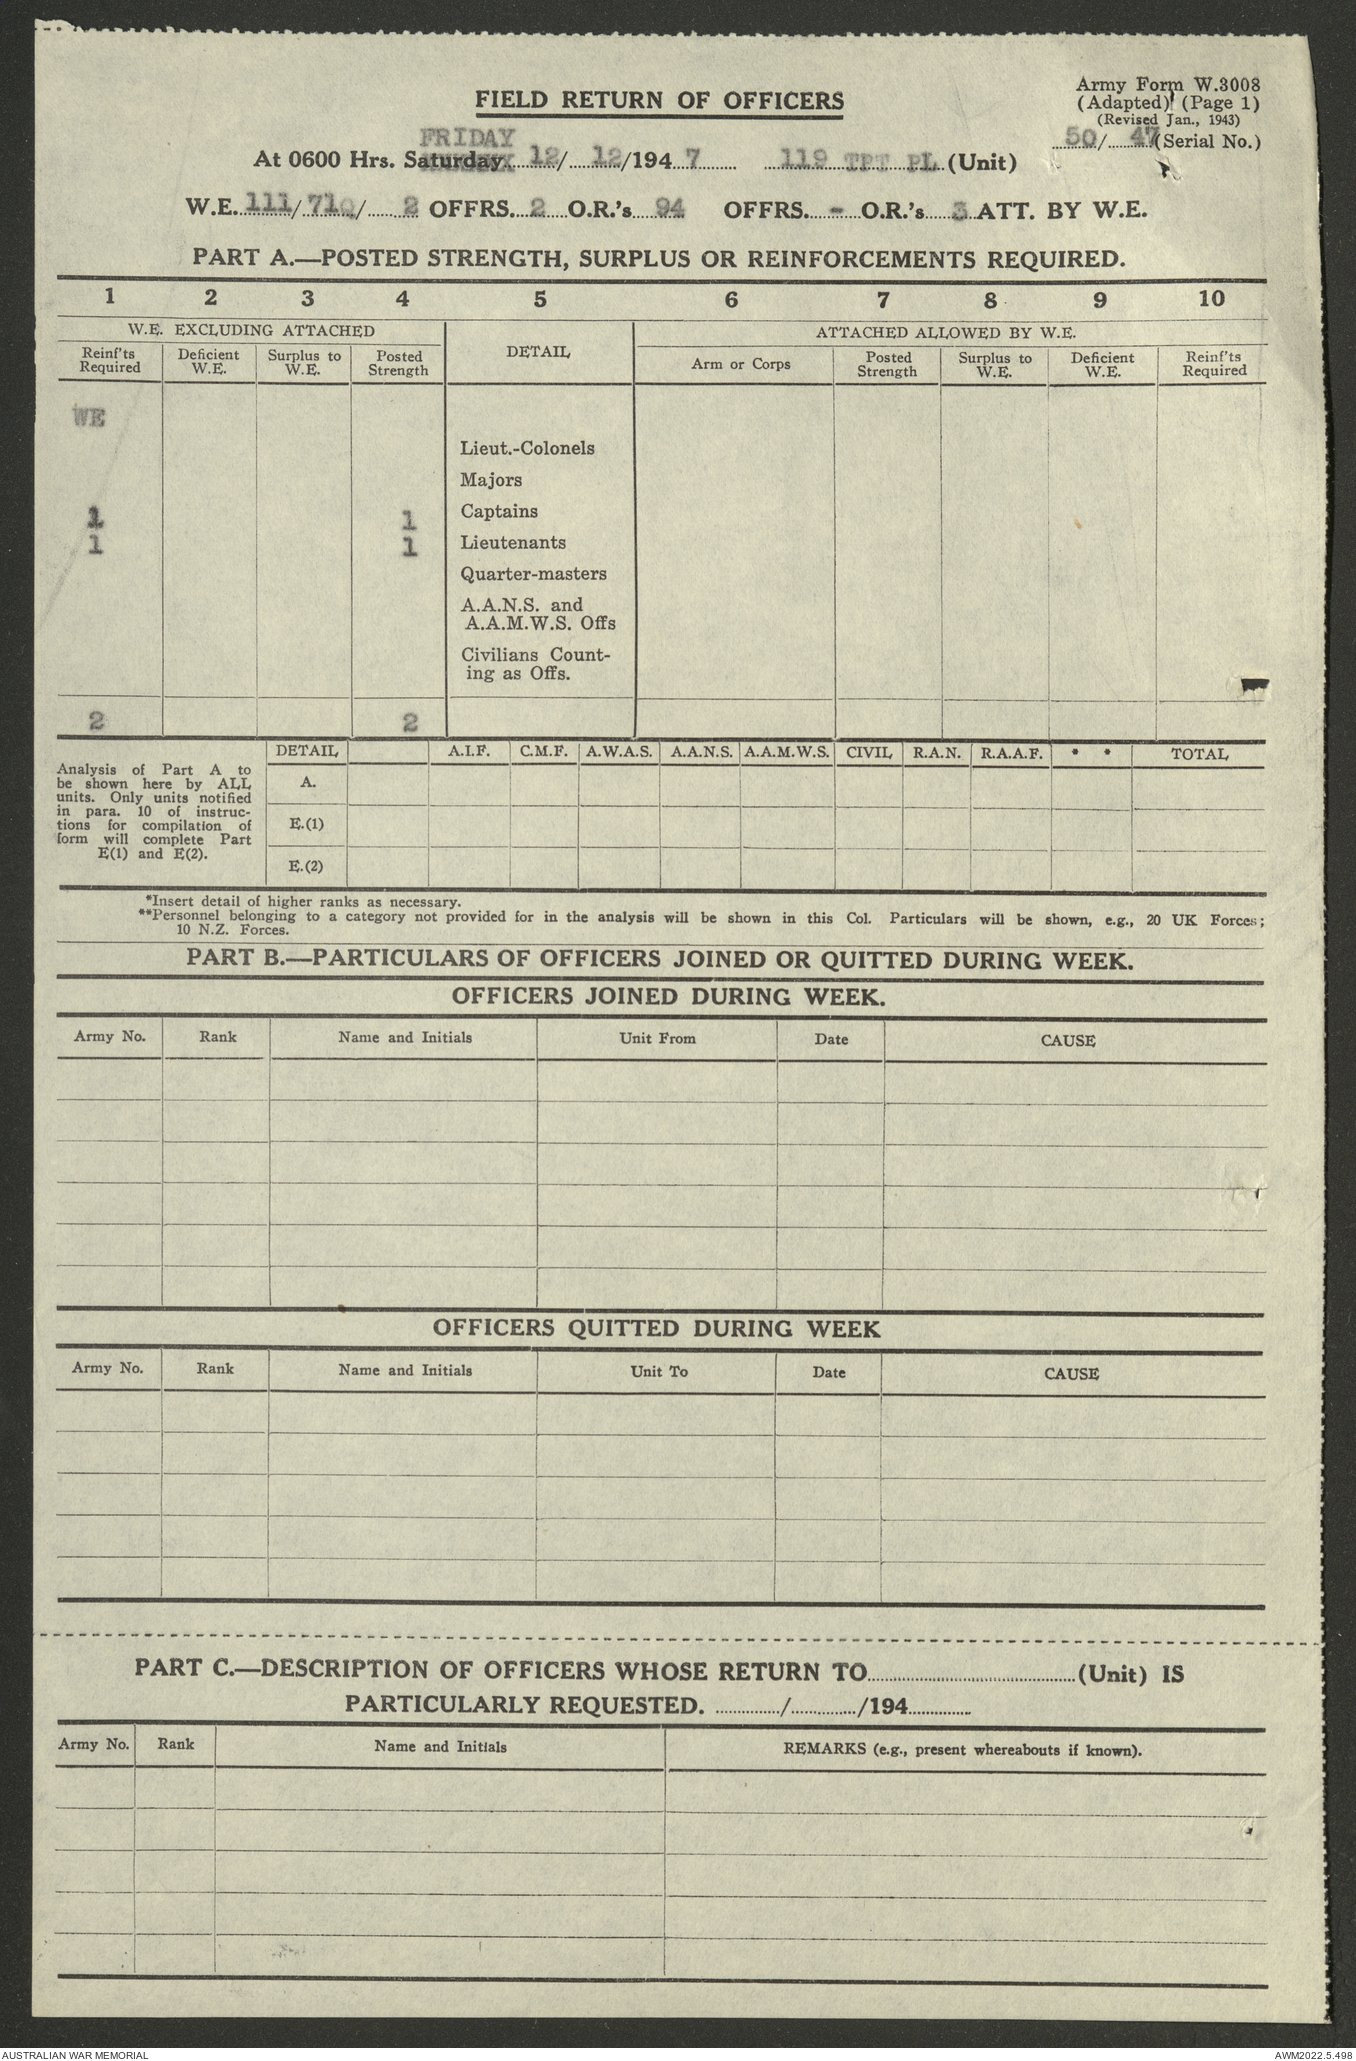 Army Form W.3008
(Adapted) (Page 1)
(Revised Jan., 1943)
50/ 47 (Serial No.)
FIELD RETURN OF OFFICERS
FRIDAY
At 0600 Hrs. Saturday 12/ 12/194 7 119 TPT PL (Unit)
W.E. 111/ 710/ 2 OFFRS. 2 O.R.'s 94 OFFRS. - O.R.'s 3 ATT. BY W.E.
PART A.—POSTED STRENGTH, SURPLUS OR REINFORCEMENTS REQUIRED.
1 2 3 4 5 6 7 8 9 10
W.E. EXCLUDING ATTACHED DETAIL ATTACHED ALLOWED BY W.E.
Reinf'ts Required Deficient W.E. Surplus to W.E. Posted Strength Arm or Corps Posted Strength Surplus to W.E. Deficient W.E. Reinf'ts Required
WE
Lieut.-Colonels
Majors
1 1 Captains
1 1 Lieutenants
Quarter-masters
A.A.N.S. and
A.A.M.W.S. Offs
Civilians Count-
ing as Offs.
2 2
DETAIL A.I.F. C.M.F. A.W.A.S. A.A.N.S. A.A.M.W.S. CIVIL R.A.N. R.A.A.F. * * TOTAL
Analysis of Part A to
be shown here by ALL
units. Only units notified
in para. 10 of instruc-
tions for compilation of
form will complete Part
E(1) and E(2).
A.
E.(1)
E.(2)
*Insert detail of higher ranks as necessary.
**Personnel belonging to a category not provided for in the analysis will be shown in this Col. Particulars will be shown, e.g., 20 UK Forces;
10 N.Z. Forces.
PART B.—PARTICULARS OF OFFICERS JOINED OR QUITTED DURING WEEK.
OFFICERS JOINED DURING WEEK.
Army No. Rank Name and Initials Unit From Date CAUSE
OFFICERS QUITTED DURING WEEK
Army No. Rank Name and Initials Unit To Date CAUSE
PART C.—DESCRIPTION OF OFFICERS WHOSE RETURN TO (Unit) IS
PARTICULARLY REQUESTED. / /194
Army No. Rank Name and Initials REMARKS (e.g., present whereabouts if known).
AUSTRALIAN WAR MEMORIAL AWM2022.5.498